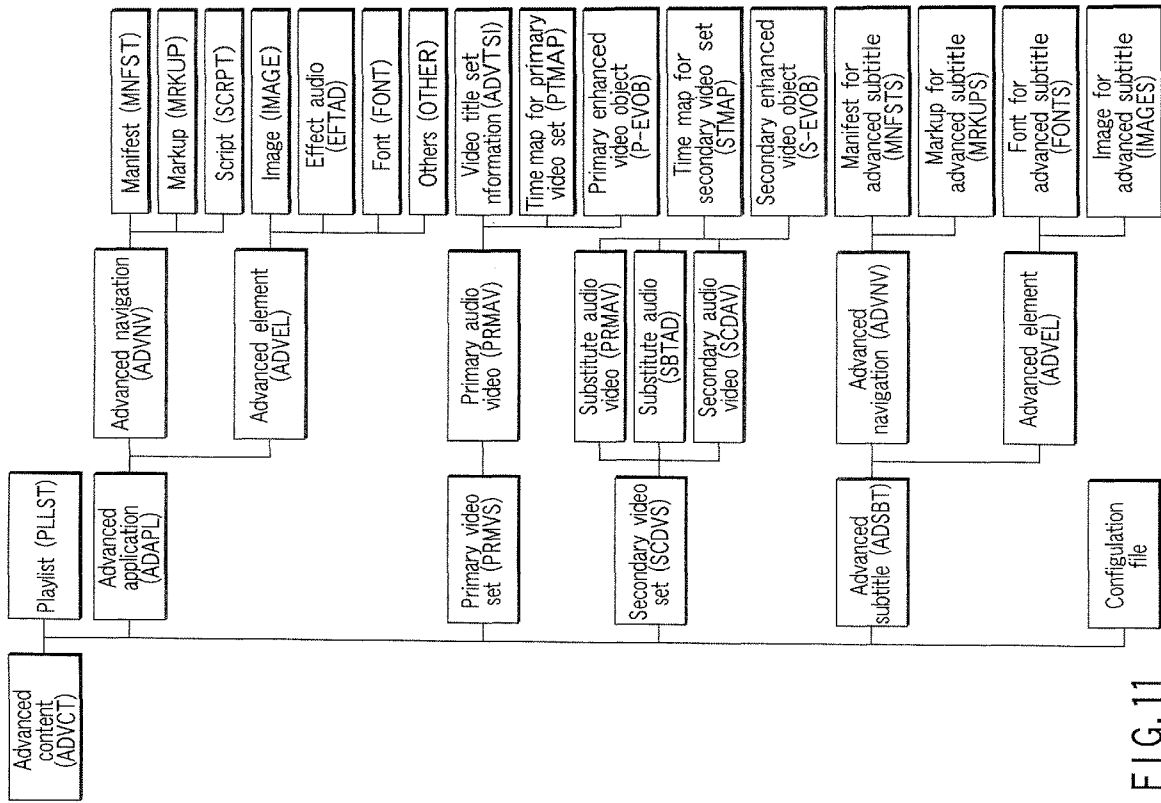 Advanced
content
(ADVCT)
Playlist (PLLST)
Advanced
application
(ADAPL)
Advanced navigation
(ADVNV)
Manifest (MNFST)
Markup (MRKUP)
Script (SCRPT)
Advanced element
(ADVEL)
Image (IMAGE)
Effect audio
(EFTAD)
Font (FONT)
Others (OTHER)
Primary video
set (PRMVS)
Primary audio
video (PRMAV)
Video title set
nformation (ADVTSI)
Time map for primary
video set (PTMAP)
Primary enhanced
video object
(P-EVOB)
Secondary video
set (SCDVS)
Substitute audio
video (PRMAV)
Substitute audio
(SBTAD)
Secondary audio
video (SCDAV)
Time map for
secondary video set
(STMAP)
Secondary enhanced
video object
(S-EVOB)
Advanced
subtitle (ADSBT)
Advanced
navigation (ADVNV)
Manifest for
advanced subtitle
(MNFSTS)
Markup for
advanced subtitle
(MRKUPS)
Advanced element
(ADVEL)
Font for
advanced subtitle
(FONTS)
Image for
advanced subtitle
(IMAGES)
Configulation
file
FIG. 11